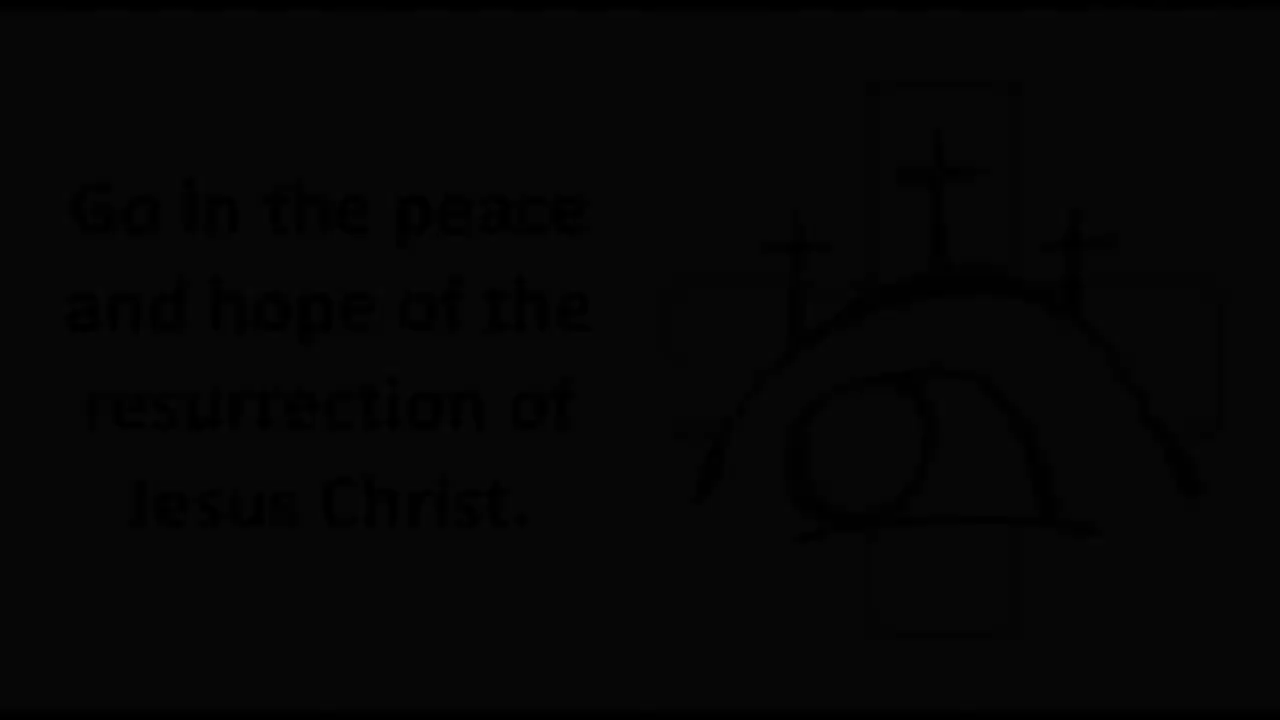 Go in the peace
and hope of the
resurrection of
Jesus Christ.